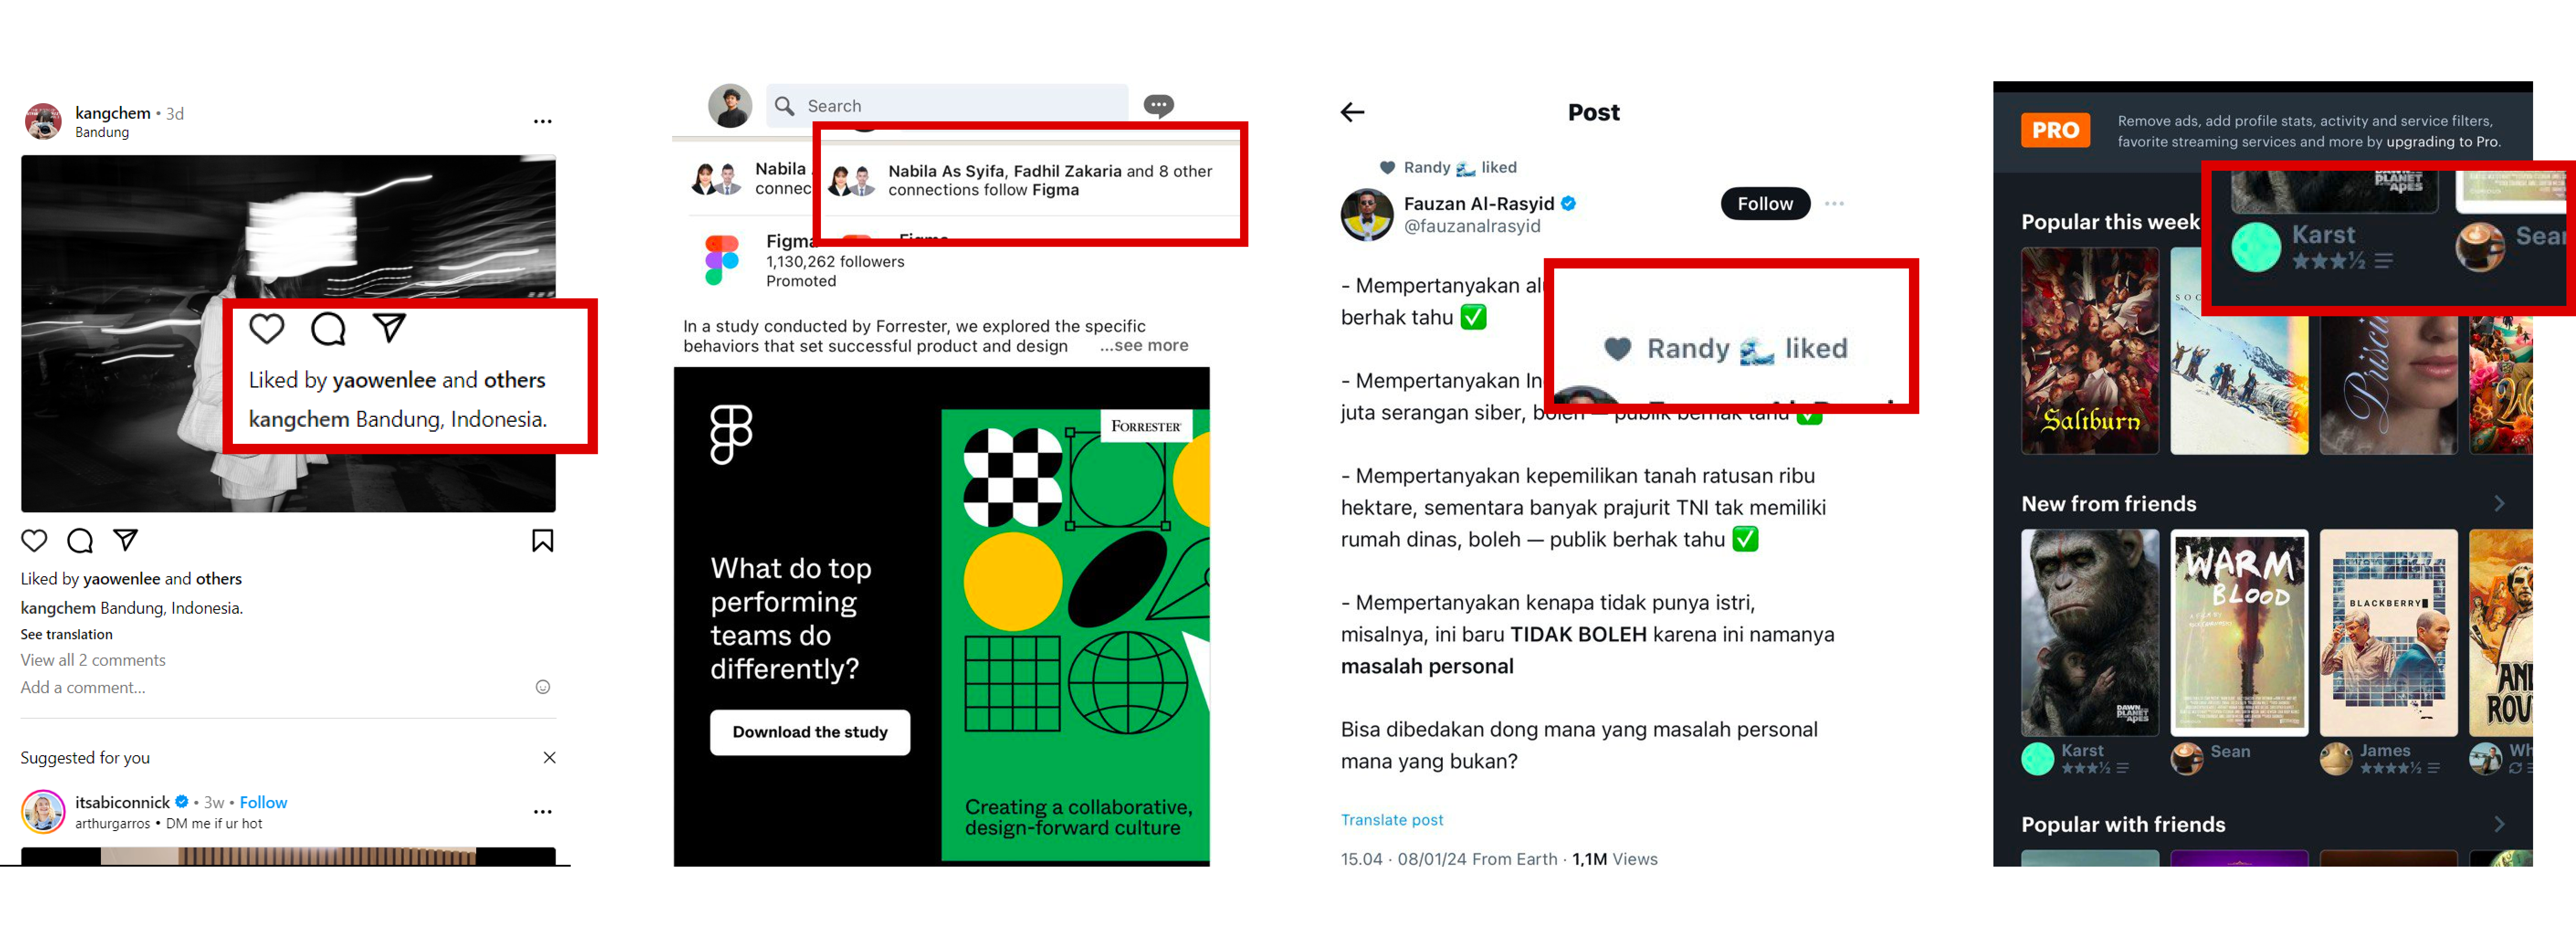 kangchem • 3d
Bandung
Liked by yaowenlee and others
kangchem Bandung, Indonesia.
Liked by yaowenlee and others
kangchem Bandung, Indonesia.
See translation
View all 2 comments
Add a comment...
Suggested for you
itsabiconnick • 3w • Follow
arthurgarros • DM me if ur hot
Search
Nabila
connec
Nabila As Syifa, Fadhil Zakaria and 8 other
connections follow Figma
Figma
1,130,262 followers
Promoted
In a study conducted by Forrester, we explored the specific
behaviors that set successful product and design ...see more
FORRESTER
What do top
performing
teams do
differently?
Download the study
Creating a collaborative,
design-forward culture
Post
Randy 🌊 liked
Fauzan Al-Rasyid
@fauzanalrasyid
Follow
- Mempertanyakan al
berhak tahu ✅
Randy 🌊 liked
- Mempertanyakan In
juta serangan siber, boleh — publik berhak tahu ✅
- Mempertanyakan kepemilikan tanah ratusan ribu
hektare, sementara banyak prajurit TNI tak memiliki
rumah dinas, boleh — publik berhak tahu ✅
- Mempertanyakan kenapa tidak punya istri,
misalnya, ini baru TIDAK BOLEH karena ini namanya
masalah personal
Bisa dibedakan dong mana yang masalah personal
mana yang bukan?
Translate post
15.04 · 08/01/24 From Earth · 1,1M Views
PRO
Remove ads, add profile stats, activity and service filters,
favorite streaming services and more by upgrading to Pro.
Popular this week
DAWN
PLANET
APES
Karst
★★★½
Sean
Saltburn
SOC
Priscil
New from friends
WARM
BLOOD
BLACKBERRY
DAWN
PLANET
APES
AND
ROU
Karst
★★★½
Sean
James
★★★★½
Wh
Popular with friends